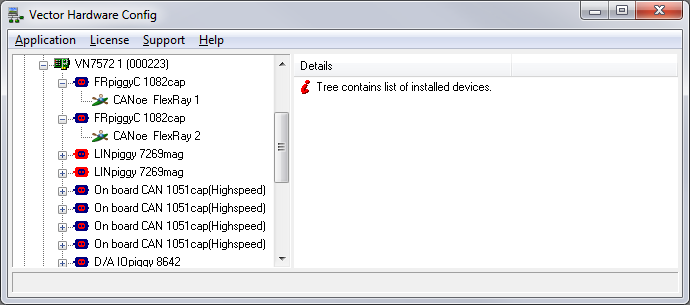 Vector Hardware Config
Application License Support Help
VN7572 1 (000223)
FRpiggyC 1082cap
CANoe FlexRay 1
FRpiggyC 1082cap
CANoe FlexRay 2
LINpiggy 7269mag
LINpiggy 7269mag
On board CAN 1051cap(Highspeed)
On board CAN 1051cap(Highspeed)
On board CAN 1051cap(Highspeed)
On board CAN 1051cap(Highspeed)
D/A IOpiggy 8642
Details
Tree contains list of installed devices.